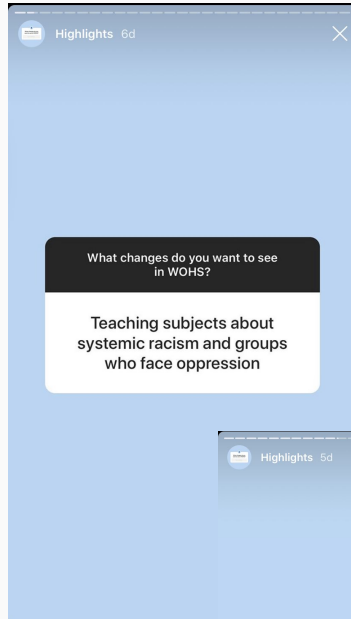 Highlights 6d
What changes do you want to see
in WOHS?
Teaching subjects about
systemic racism and groups
who face oppression
Highlights 5d